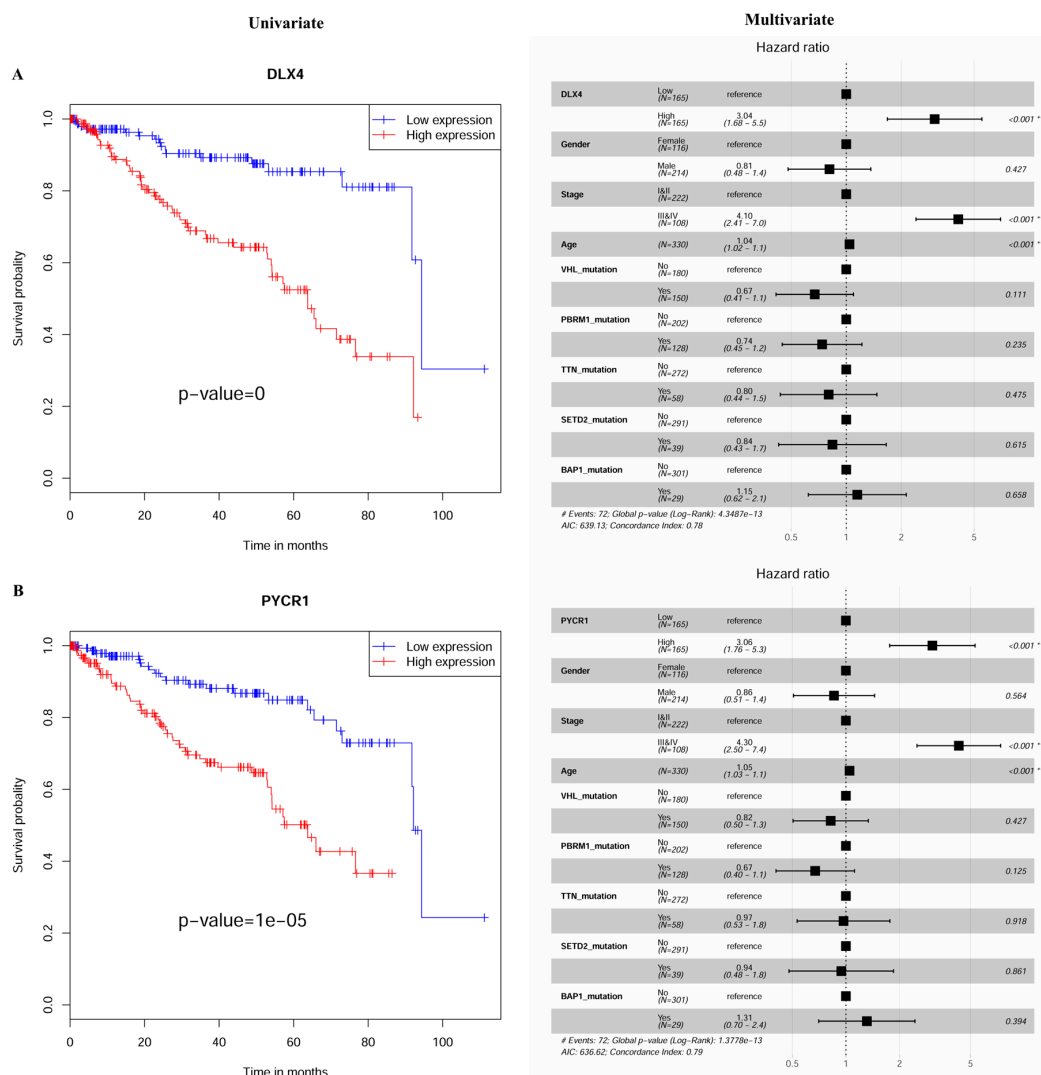 Univariate
Multivariate
A
DLX4
Low expression
High expression
p-value=0
Survival probality
0.0 0.2 0.4 0.6 0.8 1.0
0 20 40 60 80 100
Time in months
Hazard ratio
DLX4 Low (N=165) reference
High (N=165) 3.04 (1.68 – 5.5) <0.001 *
Gender Female (N=116) reference
Male (N=214) 0.81 (0.48 – 1.4) 0.427
Stage I&II (N=222) reference
III&IV (N=108) 4.10 (2.41 – 7.0) <0.001 *
Age (N=330) 1.04 (1.02 – 1.1) <0.001 *
VHL_mutation No (N=180) reference
Yes (N=150) 0.67 (0.41 – 1.1) 0.111
PBRM1_mutation No (N=202) reference
Yes (N=128) 0.74 (0.45 – 1.2) 0.235
TTN_mutation No (N=272) reference
Yes (N=58) 0.80 (0.44 – 1.5) 0.475
SETD2_mutation No (N=291) reference
Yes (N=39) 0.84 (0.43 – 1.7) 0.615
BAP1_mutation No (N=301) reference
Yes (N=29) 1.15 (0.62 – 2.1) 0.658
# Events: 72; Global p-value (Log-Rank): 4.3487e-13
AIC: 639.13; Concordance Index: 0.78
0.5 1 2 5
B
PYCR1
Low expression
High expression
p-value=1e-05
Survival probality
0.0 0.2 0.4 0.6 0.8 1.0
0 20 40 60 80 100
Time in months
Hazard ratio
PYCR1 Low (N=165) reference
High (N=165) 3.06 (1.76 – 5.3) <0.001 *
Gender Female (N=116) reference
Male (N=214) 0.86 (0.51 – 1.4) 0.564
Stage I&II (N=222) reference
III&IV (N=108) 4.30 (2.50 – 7.4) <0.001 *
Age (N=330) 1.05 (1.03 – 1.1) <0.001 *
VHL_mutation No (N=180) reference
Yes (N=150) 0.82 (0.50 – 1.3) 0.427
PBRM1_mutation No (N=202) reference
Yes (N=128) 0.67 (0.40 – 1.1) 0.125
TTN_mutation No (N=272) reference
Yes (N=58) 0.97 (0.53 – 1.8) 0.918
SETD2_mutation No (N=291) reference
Yes (N=39) 0.94 (0.48 – 1.8) 0.861
BAP1_mutation No (N=301) reference
Yes (N=29) 1.31 (0.70 – 2.4) 0.394
# Events: 72; Global p-value (Log-Rank): 1.3778e-13
AIC: 636.62; Concordance Index: 0.79
0.5 1 2 5